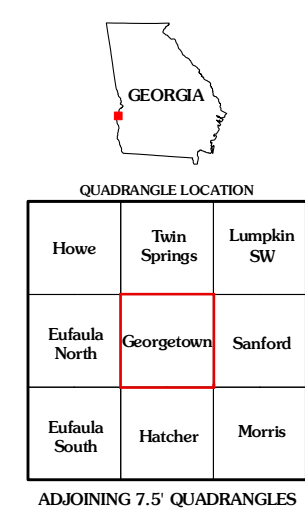 GEORGIA
QUADRANGLE LOCATION
Howe
Twin
Springs
Lumpkin
SW
Eufaula
North
Georgetown
Sanford
Eufaula
South
Hatcher
Morris
ADJOINING 7.5' QUADRANGLES